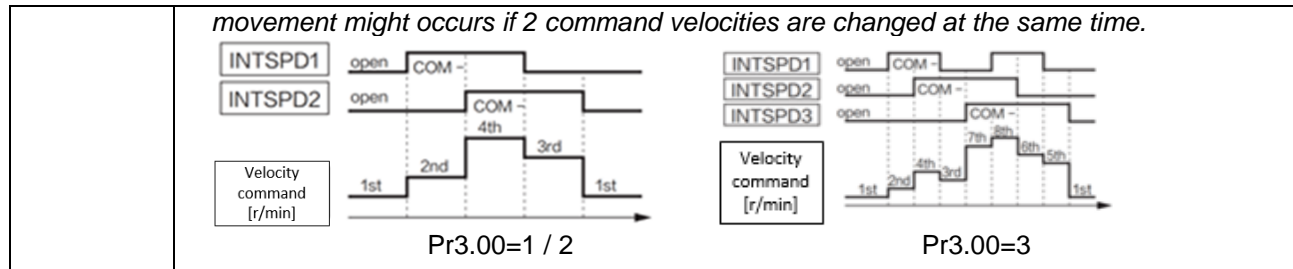 movement might occurs if 2 command velocities are changed at the same time.
INTSPD1 open COM –
INTSPD2 open COM –
4th
2nd 3rd
1st 1st
Velocity
command
[r/min]
Pr3.00=1 / 2
INTSPD1 open COM –
INTSPD2 open COM –
INTSPD3 open COM –
7th 8th 6th 5th
4th 3rd
1st 2nd 1st
Velocity
command
[r/min]
Pr3.00=3